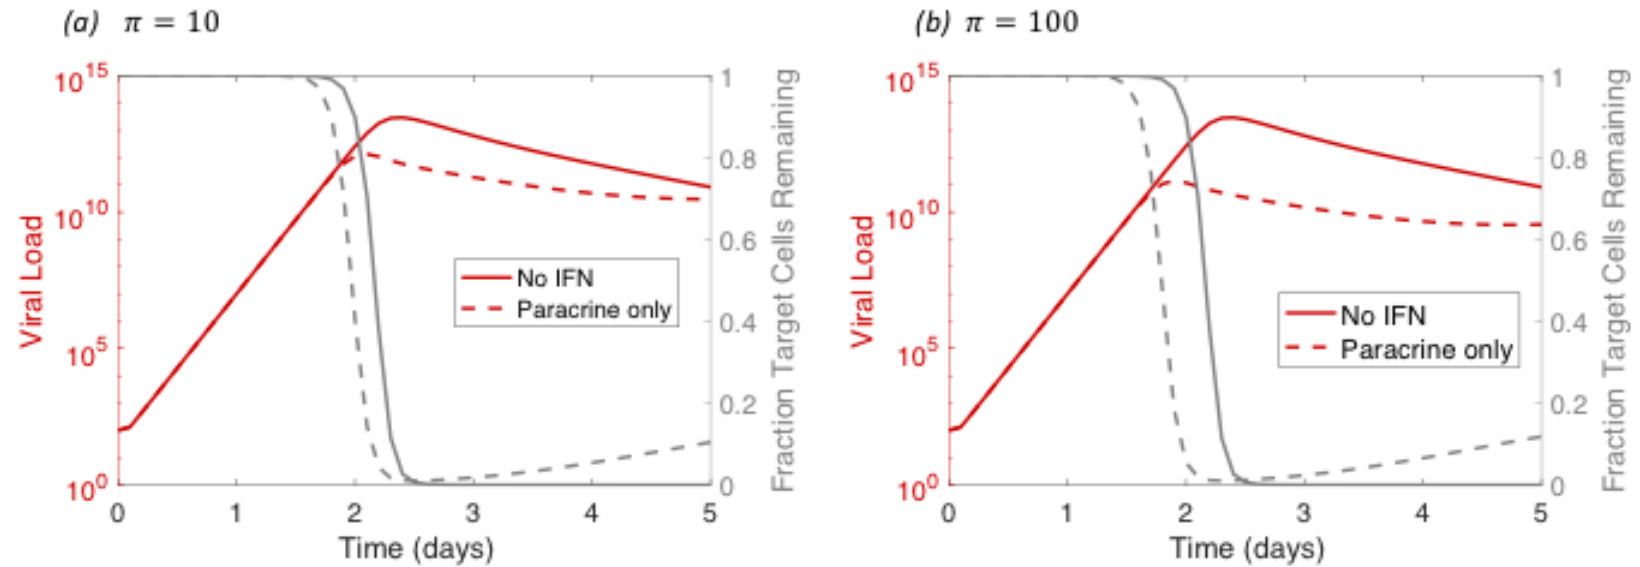 (a) π = 10
10^15
10^10
10^5
10^0
Viral Load
0 1 2 3 4 5
Time (days)
1
0.8
0.6
0.4
0.2
0
Fraction Target Cells Remaining
No IFN
Paracrine only
(b) π = 100
10^15
10^10
10^5
10^0
Viral Load
0 1 2 3 4 5
Time (days)
1
0.8
0.6
0.4
0.2
0
Fraction Target Cells Remaining
No IFN
Paracrine only